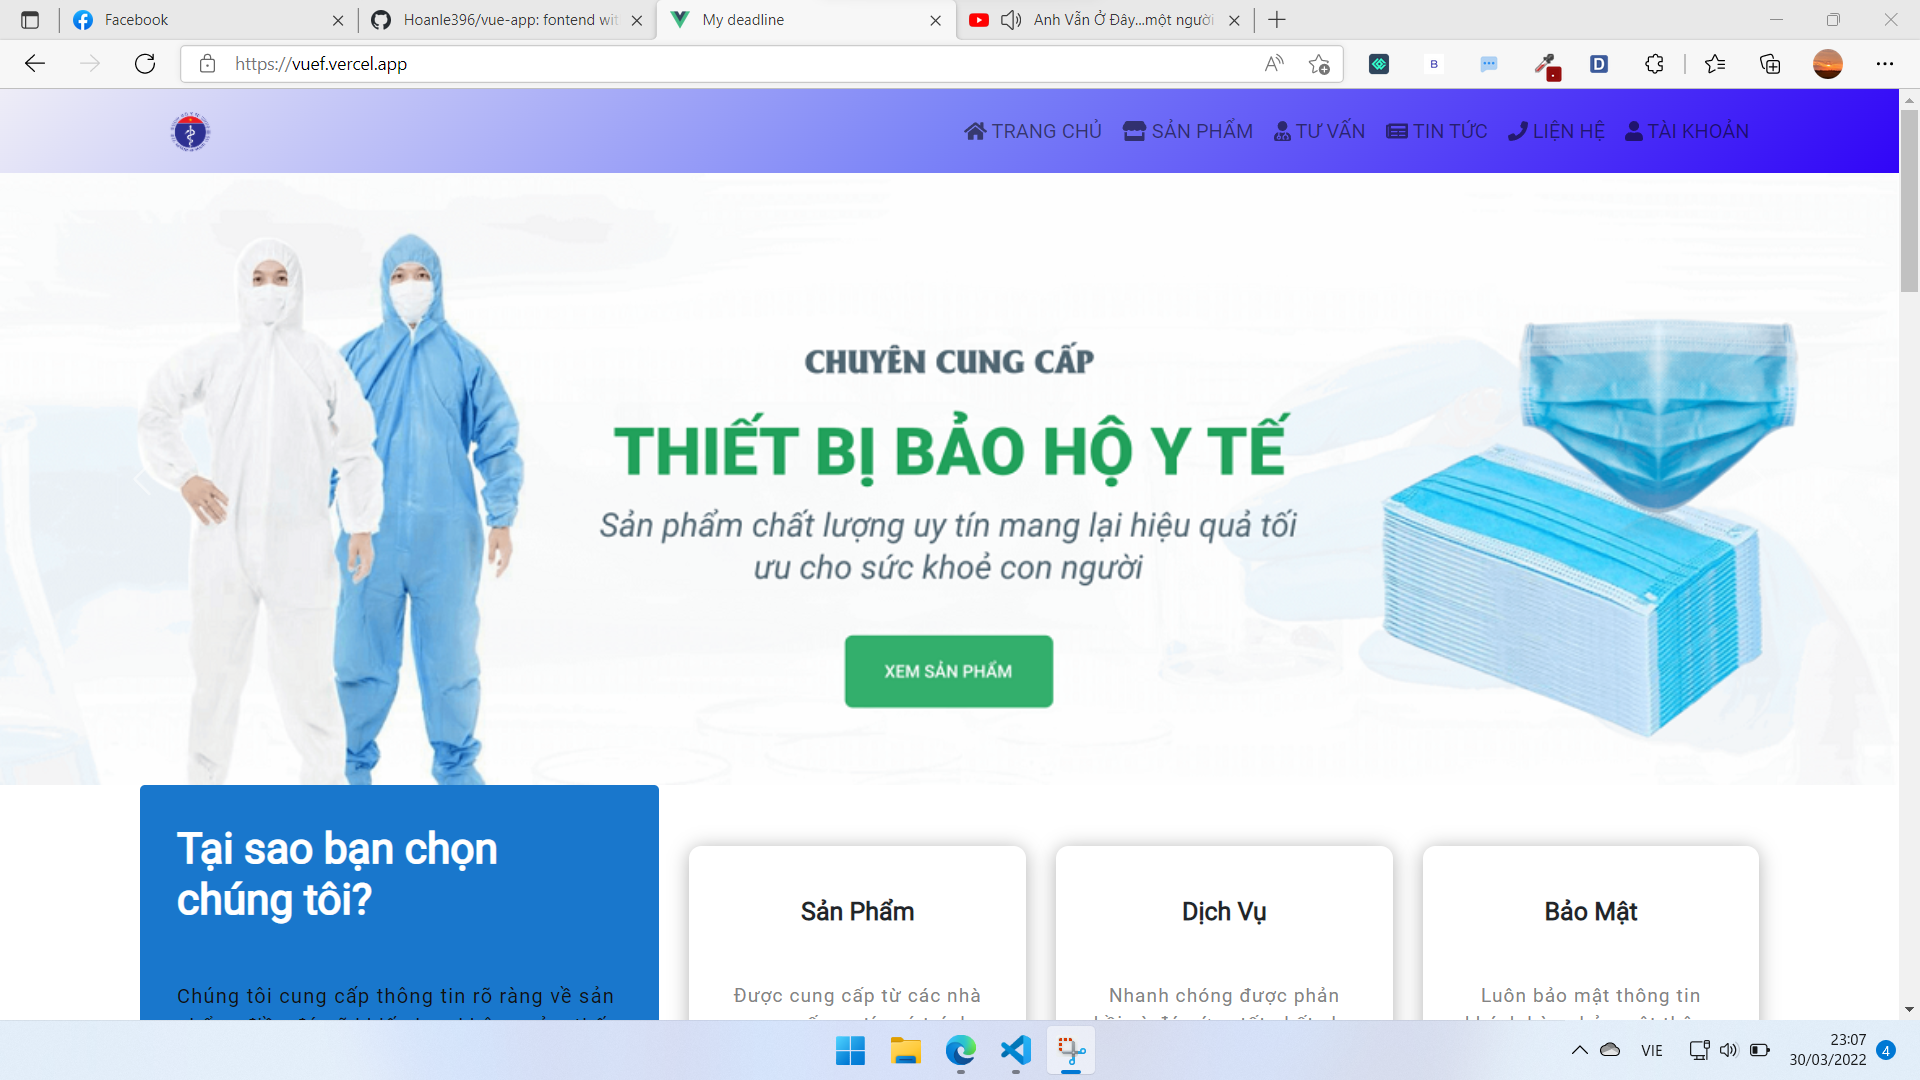 Facebook
Hoanle396/vue-app: fontend wit
My deadline
Anh Vẫn Ở Đây...một người
https://vuef.vercel.app
B
D
TRANG CHỦ
SẢN PHẨM
TƯ VẤN
TIN TỨC
LIỆN HỆ
TÀI KHOẢN
CHUYÊN CUNG CẤP
THIẾT BỊ BẢO HỘ Y TẾ
Sản phẩm chất lượng uy tín mang lại hiệu quả tối
ưu cho sức khoẻ con người
XEM SẢN PHẨM
Tại sao bạn chọn
chúng tôi?
Chúng tôi cung cấp thông tin rõ ràng về sản
Sản Phẩm
Được cung cấp từ các nhà
Dịch Vụ
Nhanh chóng được phản
Bảo Mật
Luôn bảo mật thông tin
VIE
23:07
30/03/2022
4